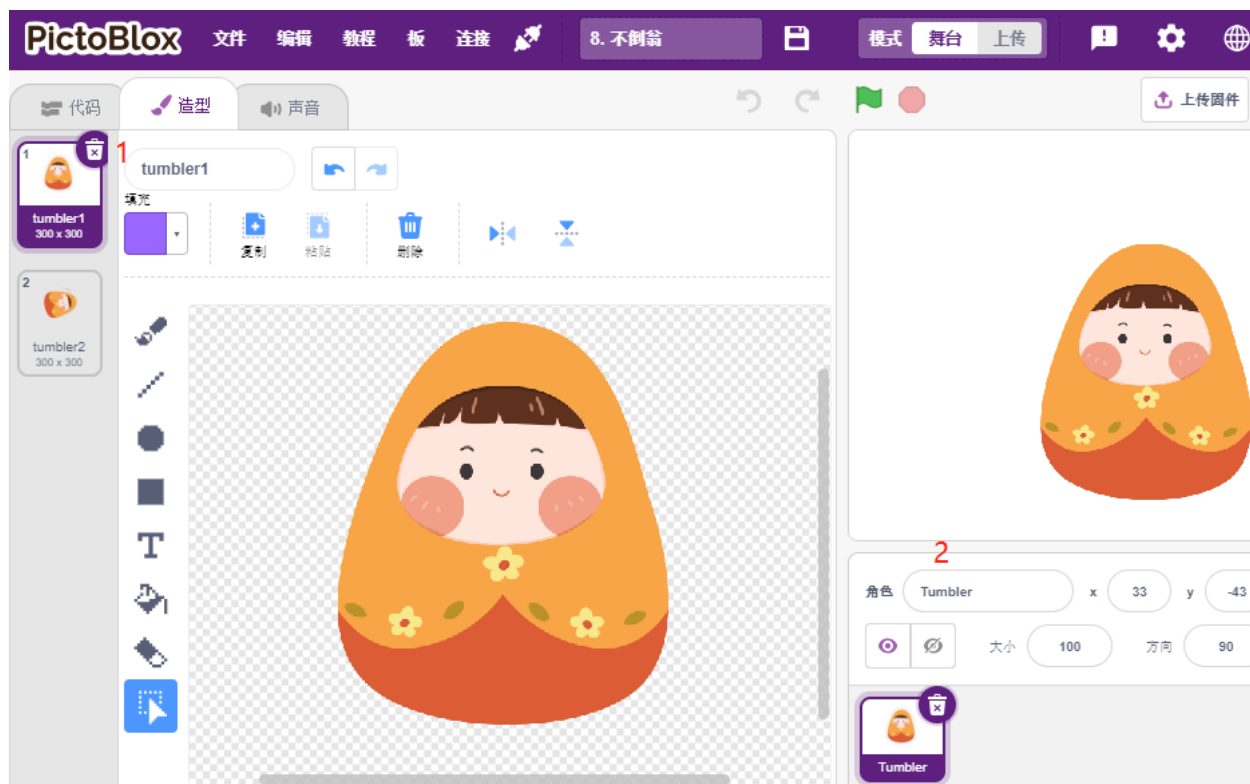 PictoBlox 文件 编辑 教程 板 连接 8. 不倒翁 模式 舞台 上传
代码 造型 声音 上传固件
1
1 tumbler1
300 x 300
2 tumbler2
300 x 300
tumbler1
填充
复制 粘贴 删除
T
2
角色 Tumbler x 33 y -43
大小 100 方向 90
Tumbler